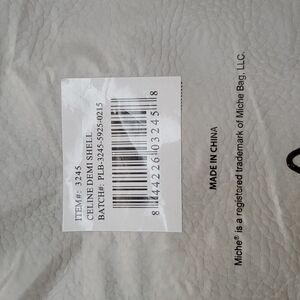 ITEM#: 3245
CELINE DEMI SHELL
BATCH#: PLB-3245-5925-0215
8 44226 03245 8
MADE IN CHINA
Miche® is a registered trademark of Miche Bag, LLC.